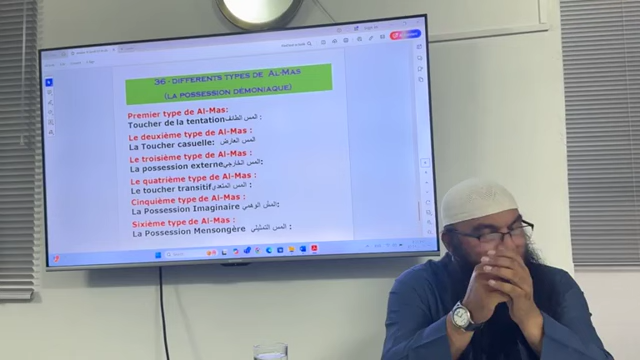 36 - DIFFERENTS TYPES DE AL-MAS
(LA POSSESSION DÉMONIAQUE)
Premier type de Al-Mas:
Toucher de la tentation المس الطائف :
Le deuxième type de Al-Mas :
La Toucher casuelle: المس العارض
Le troisième type de Al-Mas :
La possession externe المس الخارجي:
Le quatrième type de Al-Mas :
Le toucher transitif المس المتعدي :
Cinquième type de Al-Mas :
La Possession Imaginaire المس الوهمي:
Sixième type de Al-Mas :
La Possession Mensongère المس التمثيلي :